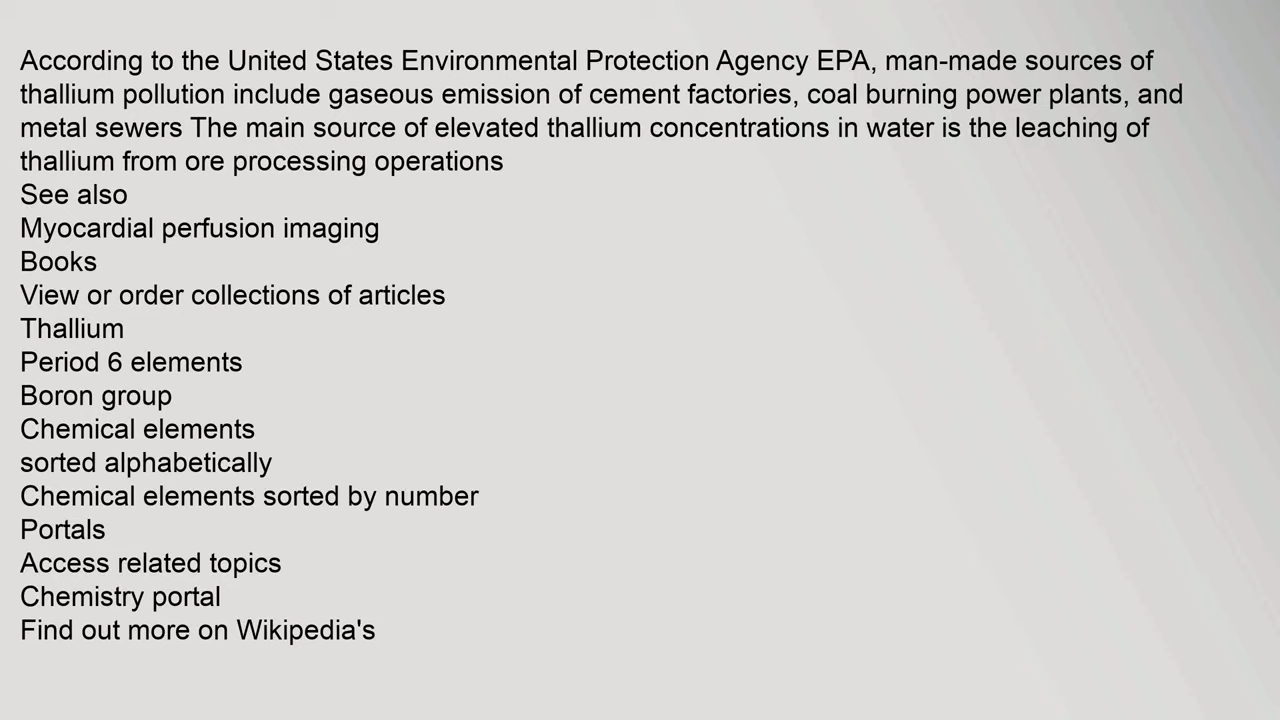 According to the United States Environmental Protection Agency EPA, man-made sources of
thallium pollution include gaseous emission of cement factories, coal burning power plants, and
metal sewers The main source of elevated thallium concentrations in water is the leaching of
thallium from ore processing operations
See also
Myocardial perfusion imaging
Books
View or order collections of articles
Thallium
Period 6 elements
Boron group
Chemical elements
sorted alphabetically
Chemical elements sorted by number
Portals
Access related topics
Chemistry portal
Find out more on Wikipedia's